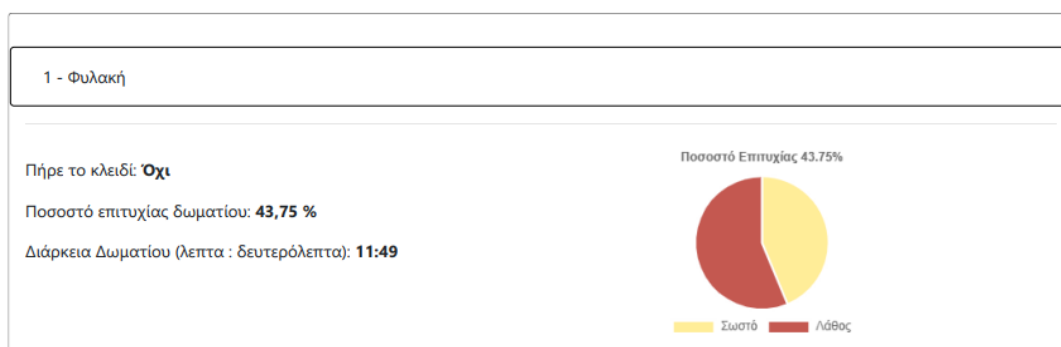 1 - Φυλακή
Πήρε το κλειδί: Όχι
Ποσοστό επιτυχίας δωματίου: 43,75 %
Διάρκεια Δωματίου (λεπτα : δευτερόλεπτα): 11:49
Ποσοστό Επιτυχίας 43.75%
Σωστό Λάθος